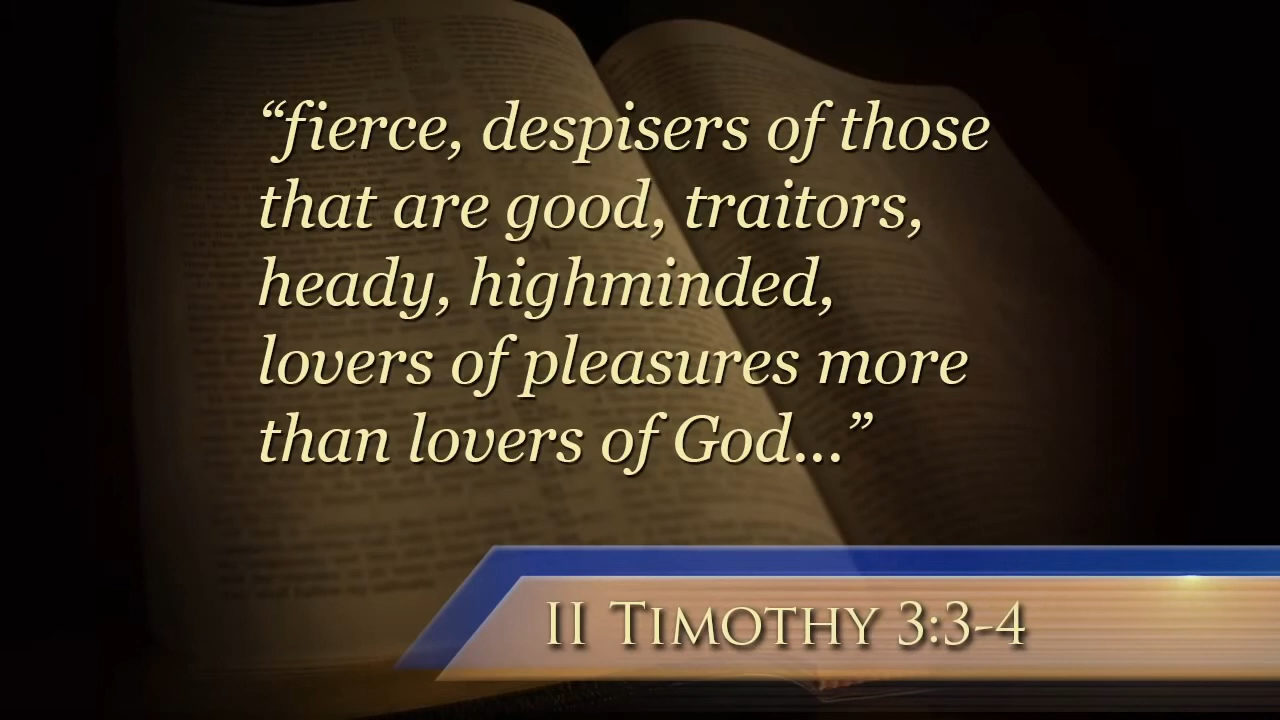 “fierce, despisers of those
that are good, traitors,
heady, highminded,
lovers of pleasures more
than lovers of God...”
II Timothy 3:3-4